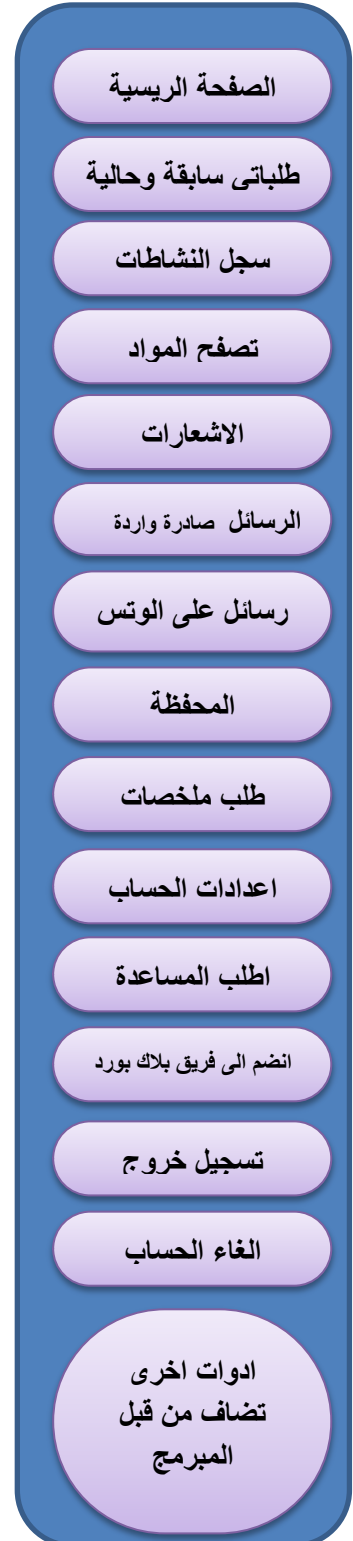 الصفحة الريسية
طلباتى سابقة وحالية
سجل النشاطات
تصفح المواد
الاشعارات
الرسائل صادرة واردة
رسائل على الوتس
المحفظة
طلب ملخصات
اعدادات الحساب
اطلب المساعدة
انضم الى فريق بلاك بورد
تسجيل خروج
الغاء الحساب
ادوات اخرى
تضاف من قبل
المبرمج